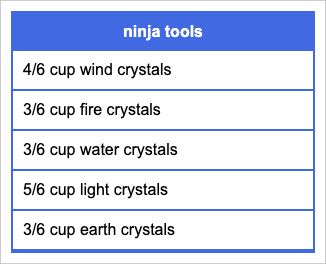 ninja tools
4/6 cup wind crystals
3/6 cup fire crystals
3/6 cup water crystals
5/6 cup light crystals
3/6 cup earth crystals